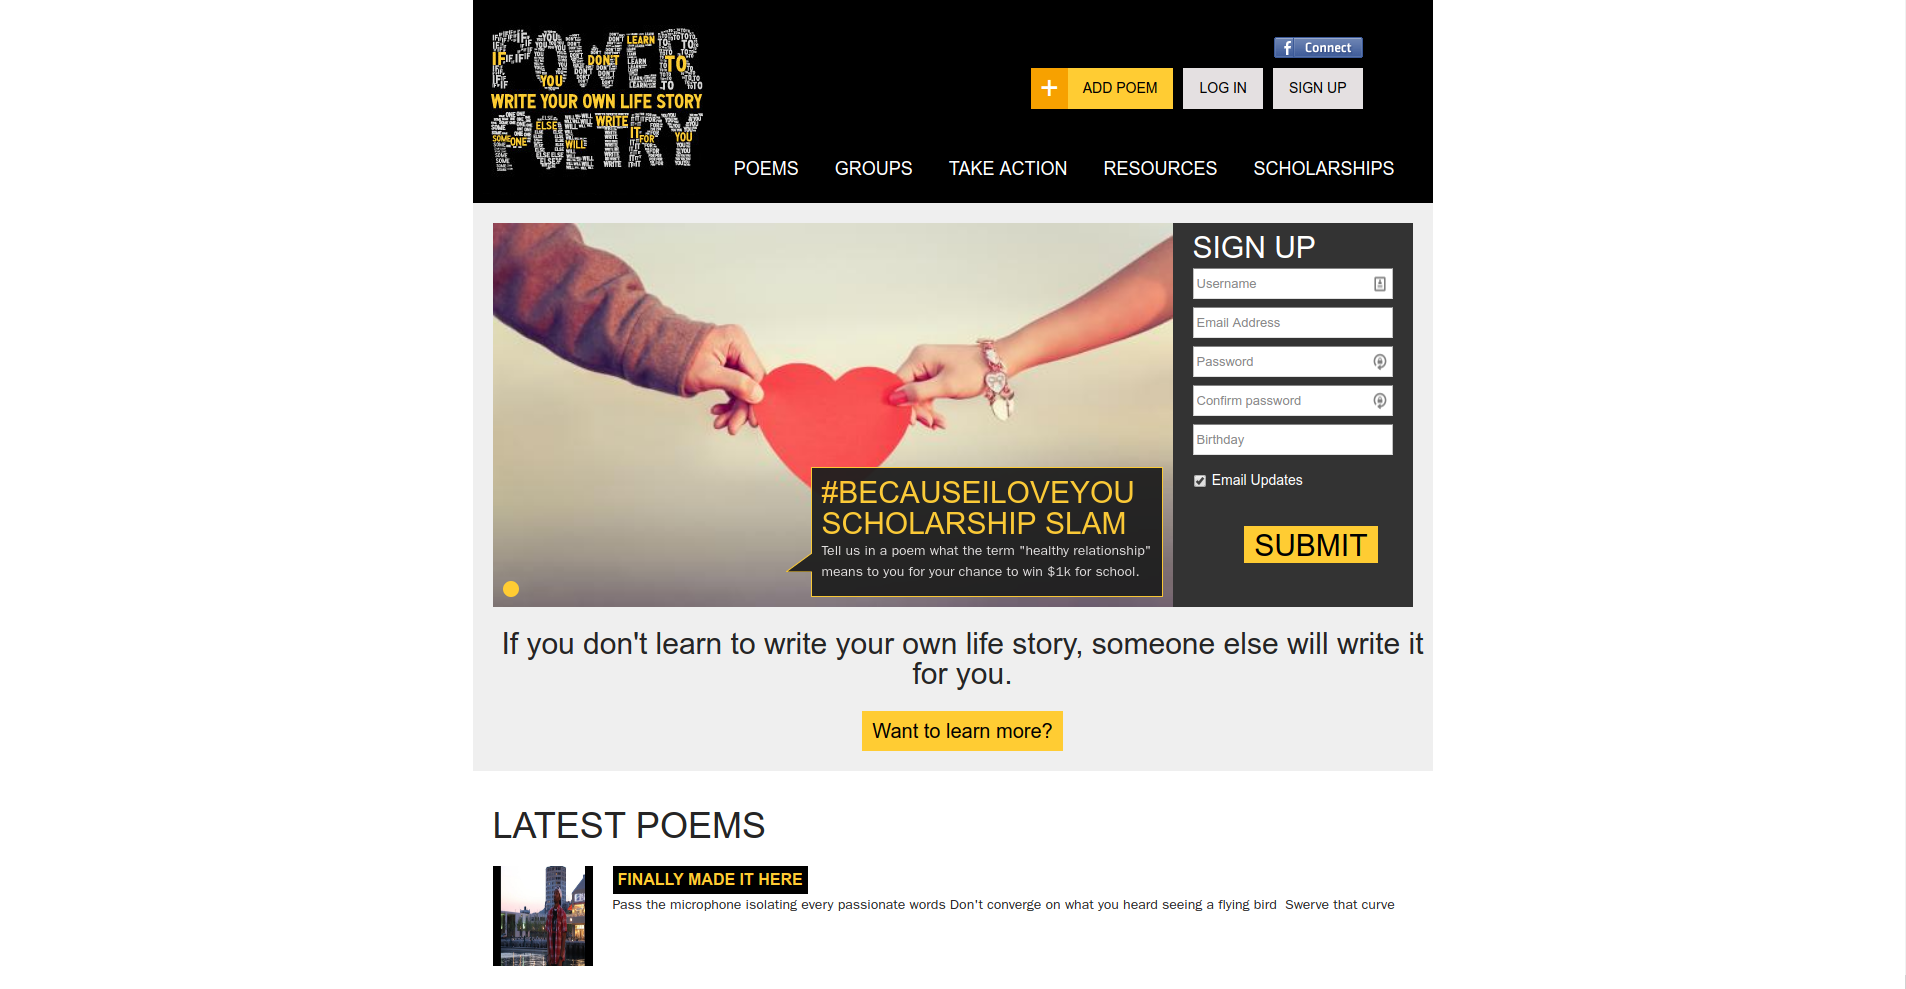 POWER
WRITE YOUR OWN LIFE STORY
POETRY
f Connect
+ ADD POEM
LOG IN
SIGN UP
POEMS
GROUPS
TAKE ACTION
RESOURCES
SCHOLARSHIPS
#BECAUSEILOVEYOU
SCHOLARSHIP SLAM
Tell us in a poem what the term "healthy relationship"
means to you for your chance to win $1k for school.
SIGN UP
Username
Email Address
Password
Confirm password
Birthday
Email Updates
SUBMIT
If you don't learn to write your own life story, someone else will write it
for you.
Want to learn more?
LATEST POEMS
FINALLY MADE IT HERE
Pass the microphone isolating every passionate words Don't converge on what you heard seeing a flying bird  Swerve that curve